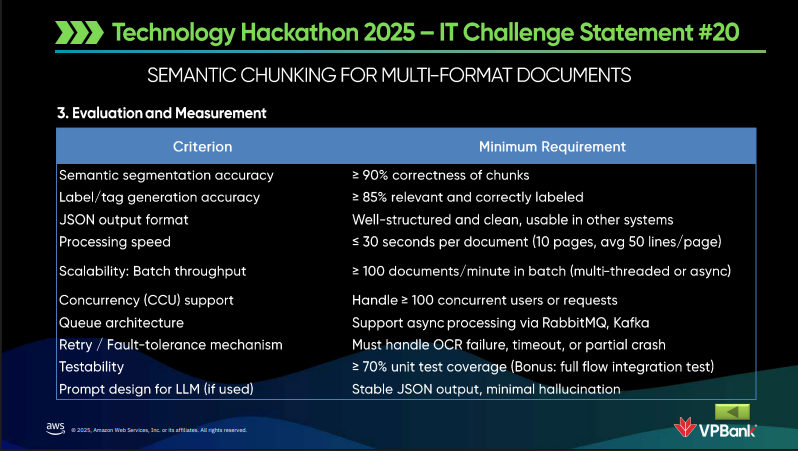 Technology Hackathon 2025 – IT Challenge Statement #20
SEMANTIC CHUNKING FOR MULTI-FORMAT DOCUMENTS
3. Evaluation and Measurement
Criterion Minimum Requirement
Semantic segmentation accuracy ≥ 90% correctness of chunks
Label/tag generation accuracy ≥ 85% relevant and correctly labeled
JSON output format Well-structured and clean, usable in other systems
Processing speed ≤ 30 seconds per document (10 pages, avg 50 lines/page)
Scalability: Batch throughput ≥ 100 documents/minute in batch (multi-threaded or async)
Concurrency (CCU) support Handle ≥ 100 concurrent users or requests
Queue architecture Support async processing via RabbitMQ, Kafka
Retry / Fault-tolerance mechanism Must handle OCR failure, timeout, or partial crash
Testability ≥ 70% unit test coverage (Bonus: full flow integration test)
Prompt design for LLM (if used) Stable JSON output, minimal hallucination
aws © 2025, Amazon Web Services, Inc. or its affiliates. All rights reserved. VPBank